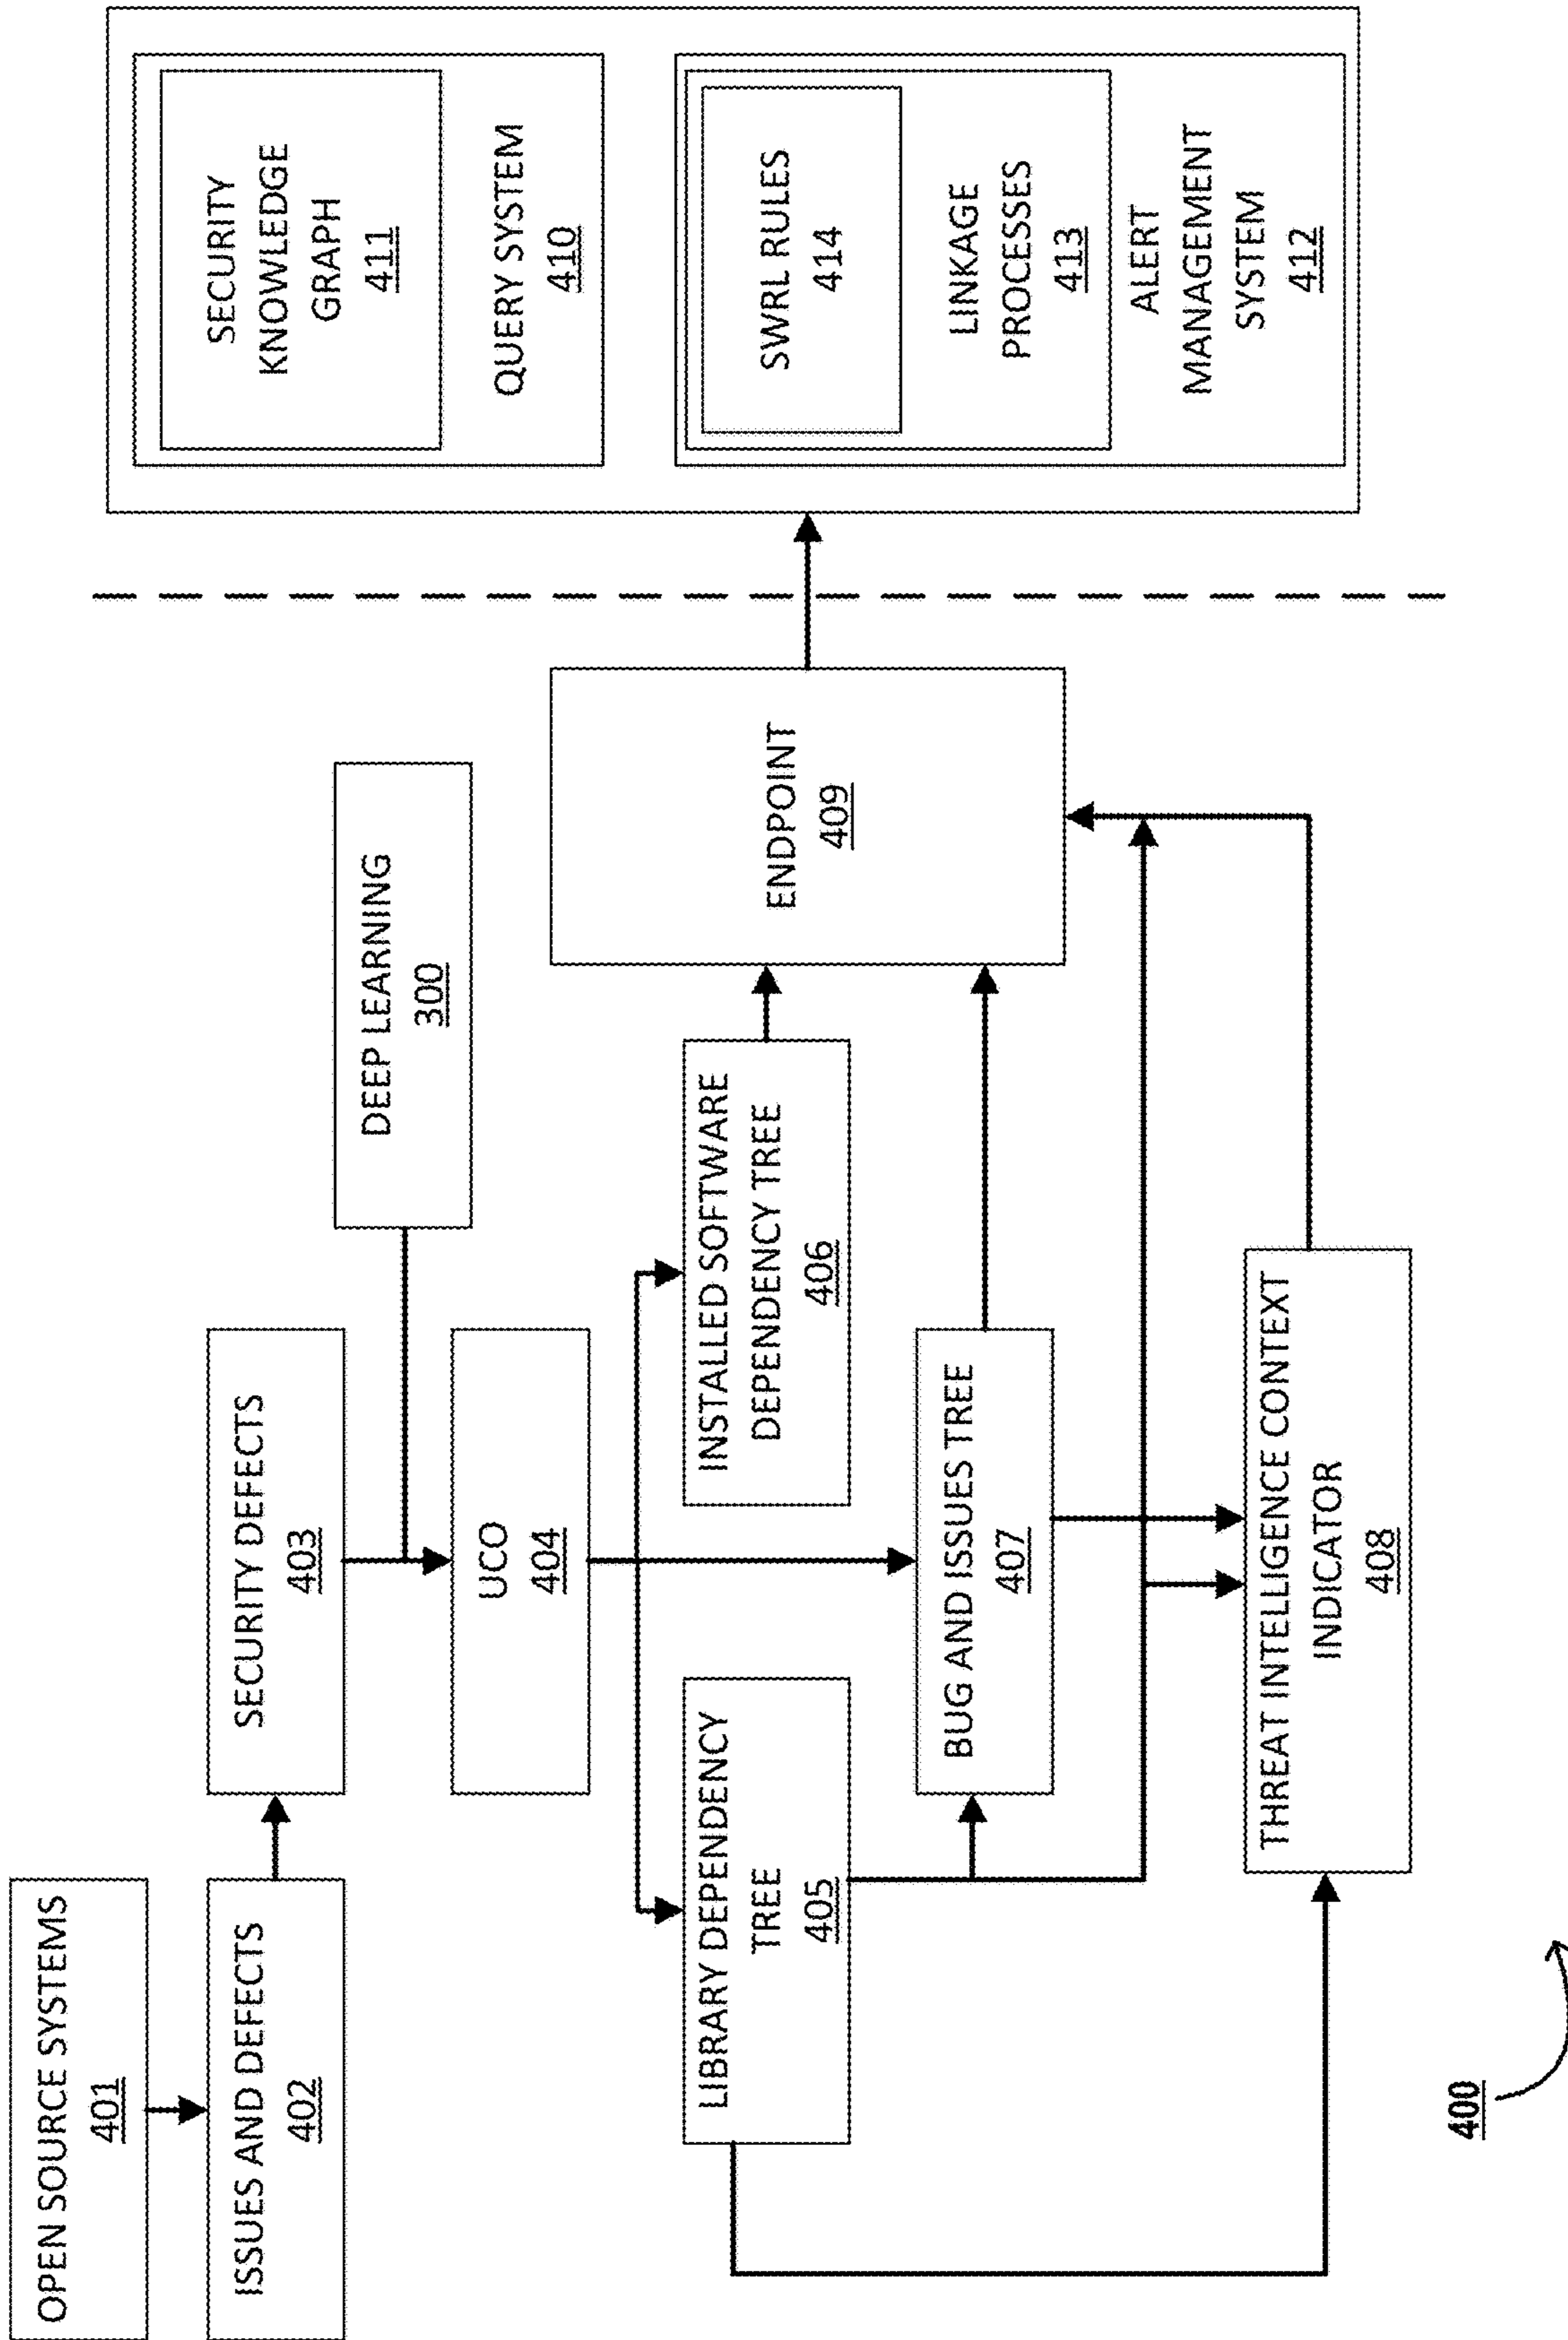 OPEN SOURCE SYSTEMS
401
ISSUES AND DEFECTS
402
SECURITY DEFECTS
403
DEEP LEARNING
300
UCO
404
LIBRARY DEPENDENCY
TREE
405
INSTALLED SOFTWARE
DEPENDENCY TREE
406
BUG AND ISSUES TREE
407
THREAT INTELLIGENCE CONTEXT
INDICATOR
408
ENDPOINT
409
SECURITY
KNOWLEDGE
GRAPH
411
QUERY SYSTEM
410
SWRL RULES
414
LINKAGE
PROCESSES
413
ALERT
MANAGEMENT
SYSTEM
412
400